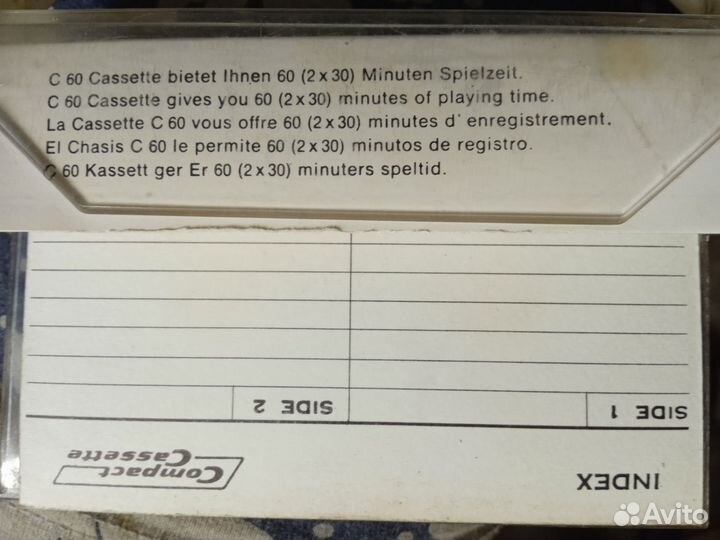 C 60 Cassette bietet Ihnen 60 (2 x 30) Minuten Spielzeit.
C 60 Cassette gives you 60 (2 x 30) minutes of playing time.
La Cassette C 60 vous offre 60 (2 x 30) minutes d' enregistrement.
El Chasis C 60 le permite 60 (2 x 30) minutos de registro.
C 60 Kassett ger Er 60 (2 x 30) minuters speltid.
SIDE 2
SIDE 1
Compact
Cassette
INDEX
Avito